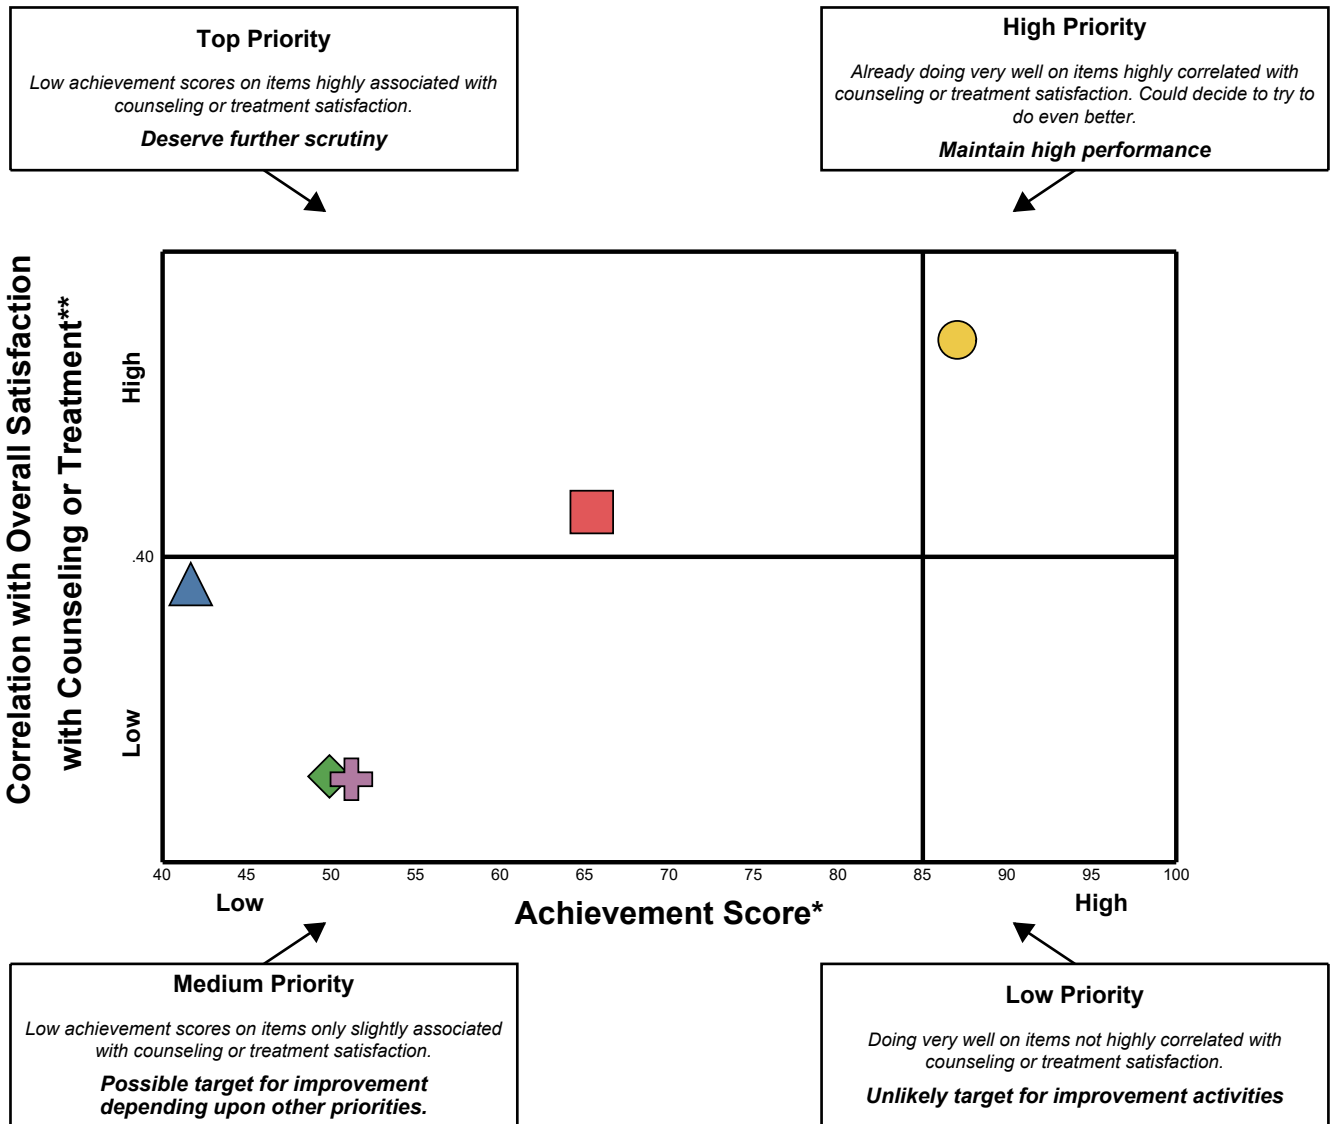 Top Priority
Low achievement scores on items highly associated with
counseling or treatment satisfaction.
Deserve further scrutiny
High Priority
Already doing very well on items highly correlated with
counseling or treatment satisfaction. Could decide to try to
do even better.
Maintain high performance
Correlation with Overall Satisfaction
with Counseling or Treatment**
High
.40
Low
40 45 50 55 60 65 70 75 80 85 90 95 100
Low
Achievement Score*
High
Medium Priority
Low achievement scores on items only slightly associated
with counseling or treatment satisfaction.
Possible target for improvement
depending upon other priorities.
Low Priority
Doing very well on items not highly correlated with
counseling or treatment satisfaction.
Unlikely target for improvement activities